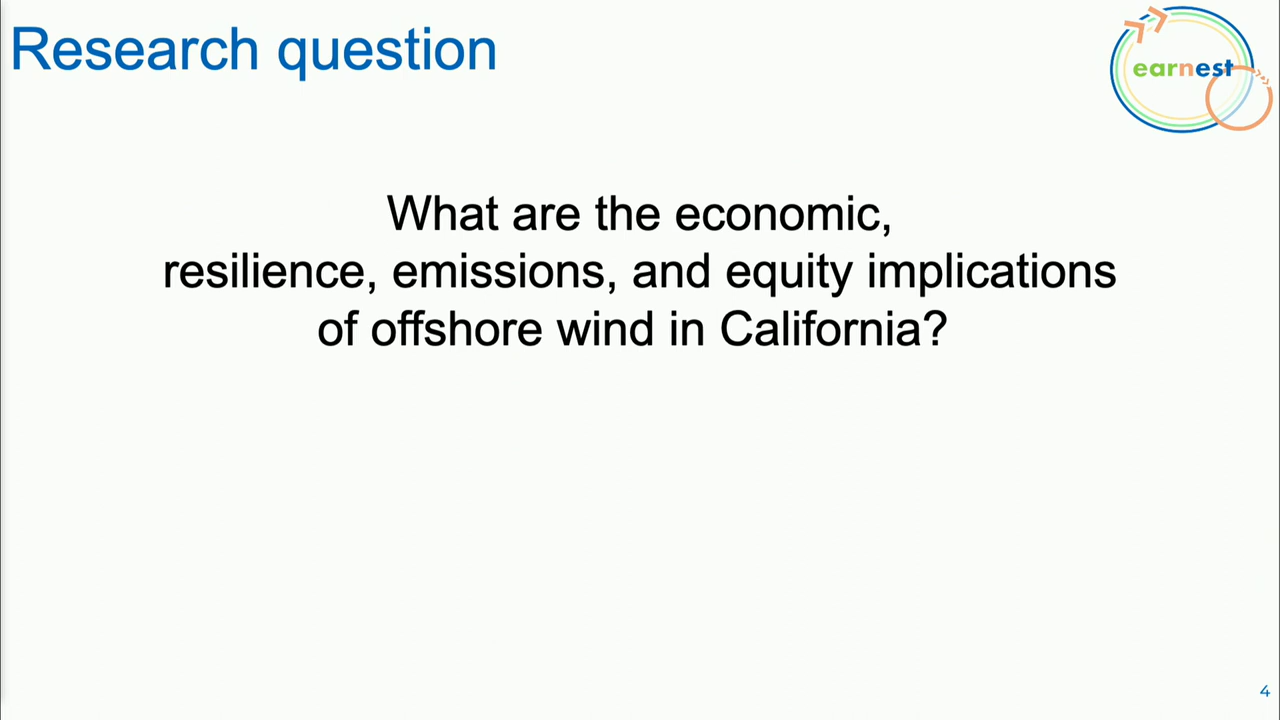 Research question
earnest
What are the economic,
resilience, emissions, and equity implications
of offshore wind in California?
4